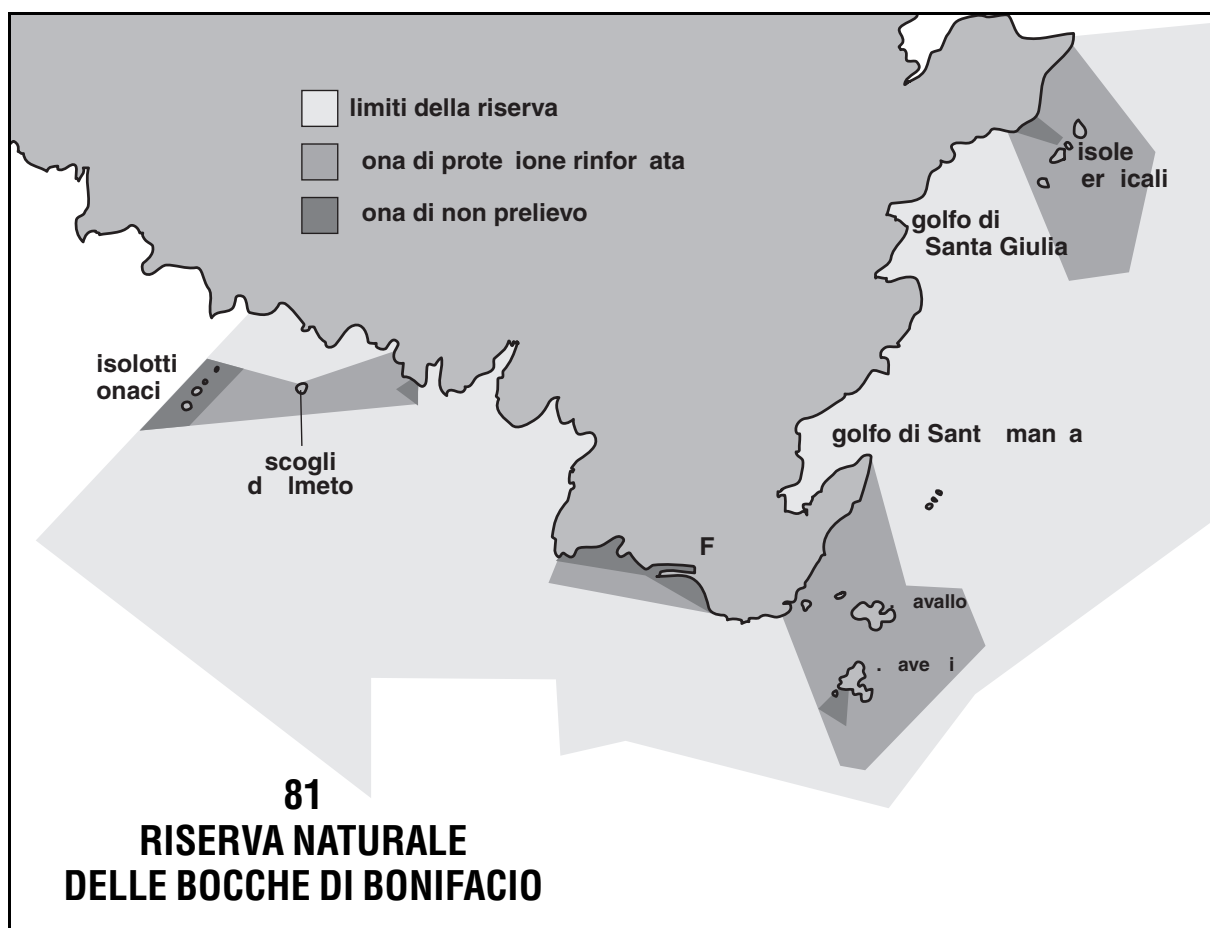 limiti della riserva
ona di prote ione rinfor ata
ona di non prelievo
isole
er icali
golfo di
Santa Giulia
isolotti
onaci
scogli
d lmeto
golfo di Sant man a
F
. avallo
. ave i
81
RISERVA NATURALE
DELLE BOCCHE DI BONIFACIO